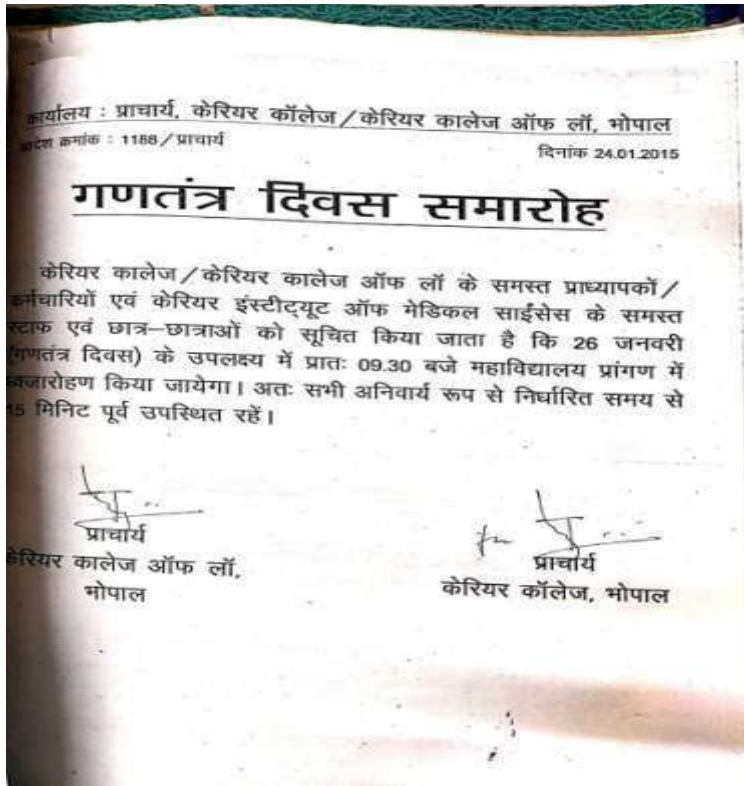 कार्यालय : प्राचार्य, केरियर कॉलेज/केरियर कालेज ऑफ लॉ, भोपाल
आदेश क्रमांक : 1188/प्राचार्य दिनांक 24.01.2015
गणतंत्र दिवस समारोह
केरियर कालेज/केरियर कालेज ऑफ लॉ के समस्त प्राध्यापकों/
कर्मचारियों एवं केरियर इंस्टीट्यूट ऑफ मेडिकल साईंसेस के समस्त
स्टाफ एवं छात्र–छात्राओं को सूचित किया जाता है कि 26 जनवरी
(गणतंत्र दिवस) के उपलक्ष्य में प्रातः 09.30 बजे महाविद्यालय प्रांगण में
ध्वजारोहण किया जायेगा। अतः सभी अनिवार्य रूप से निर्धारित समय से
15 मिनिट पूर्व उपस्थित रहें।
प्राचार्य
केरियर कालेज ऑफ लॉ,
भोपाल
प्राचार्य
केरियर कॉलेज, भोपाल